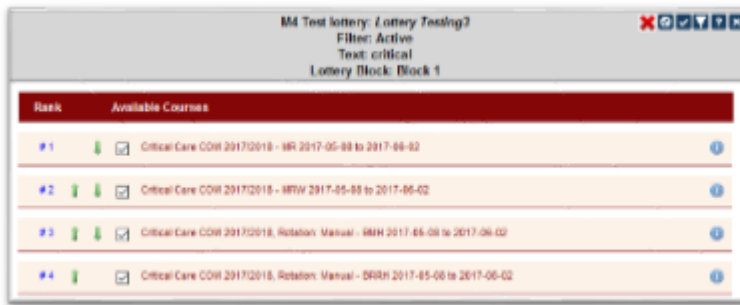 M4 Test lottery: Lottery Testing3
Filter: Active
Text: critical
Lottery Block: Block 1
Rank Available Courses
# 1 Critical Care COM 2017/2018 - MR 2017-05-08 to 2017-06-02
# 2 Critical Care COM 2017/2018 - MRW 2017-05-08 to 2017-06-02
# 3 Critical Care COM 2017/2018, Rotation: Manual - BMH 2017-05-08 to 2017-06-02
# 4 Critical Care COM 2017/2018, Rotation: Manual - BRRH 2017-05-08 to 2017-06-02